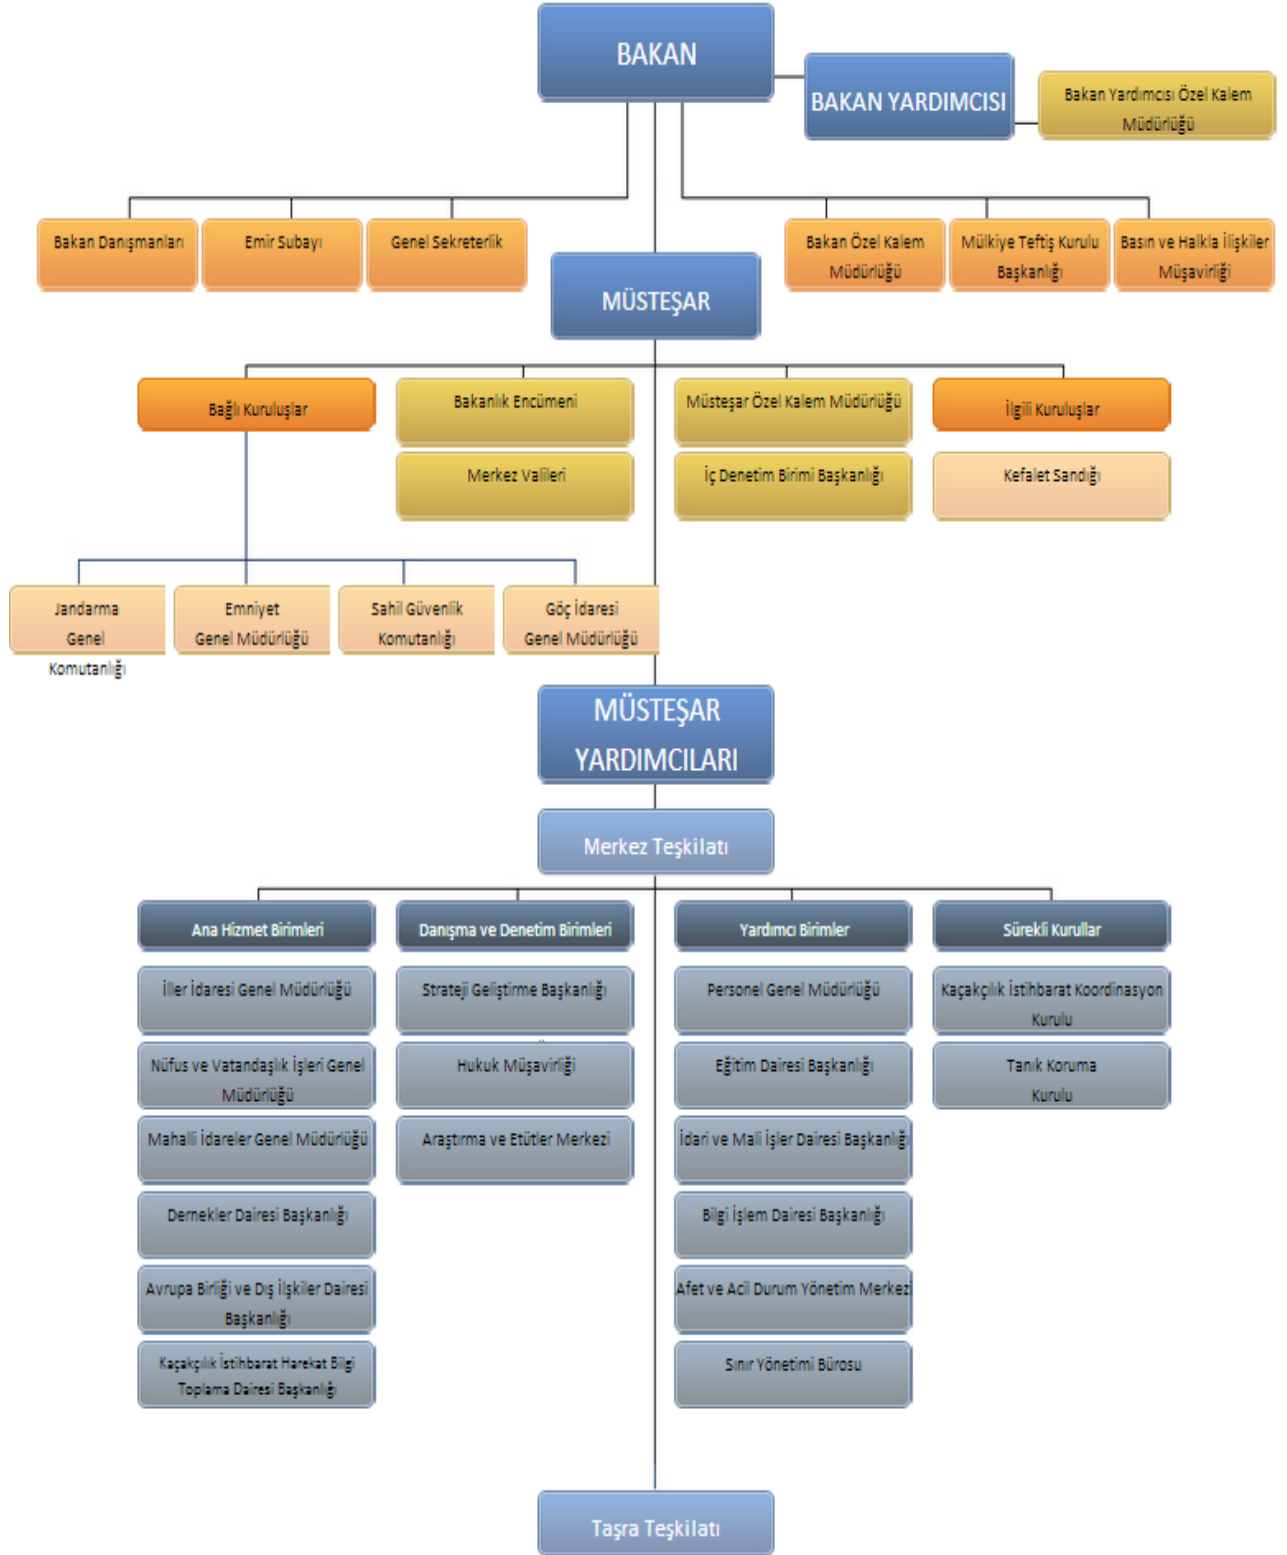 BAKAN
BAKAN YARDIMCISI
Bakan Yardımcısı Özel Kalem
Müdürlüğü
Bakan Danışmanları
Emir Subayı
Genel Sekreterlik
Bakan Özel Kalem
Müdürlüğü
Mülkiye Teftiş Kurulu
Başkanlığı
Basın ve Halkla İlişkiler
Müşavirliği
MÜSTEŞAR
Bağlı Kuruluşlar
Bakanlık Encümeni
Müsteşar Özel Kalem Müdürlüğü
İlgili Kuruluşlar
Merkez Valileri
İç Denetim Birimi Başkanlığı
Kefalet Sandığı
Jandarma
Genel
Komutanlığı
Emniyet
Genel Müdürlüğü
Sahil Güvenlik
Komutanlığı
Göç İdaresi
Genel Müdürlüğü
MÜSTEŞAR
YARDIMCILARI
Merkez Teşkilatı
Ana Hizmet Birimleri
İller İdaresi Genel Müdürlüğü
Nüfus ve Vatandaşlık İşleri Genel
Müdürlüğü
Mahalli İdareler Genel Müdürlüğü
Dernekler Dairesi Başkanlığı
Avrupa Birliği ve Dış İlşkiler Dairesi
Başkanlığı
Kaçakçılık İstihbarat Harekat Bilgi
Toplama Dairesi Başkanlığı
Danışma ve Denetim Birimleri
Strateji Geliştirme Başkanlığı
Hukuk Müşavirliği
Araştırma ve Etütler Merkezi
Yardımcı Birimler
Personel Genel Müdürlüğü
Eğitim Dairesi Başkanlığı
İdari ve Mali İşler Dairesi Başkanlığı
Bilgi İşlem Dairesi Başkanlığı
Afet ve Acil Durum Yönetim Merkezi
Sınır Yönetimi Bürosu
Sürekli Kurullar
Kaçakçılık İstihbarat Koordinasyon
Kurulu
Tanık Koruma
Kurulu
Taşra Teşkilatı